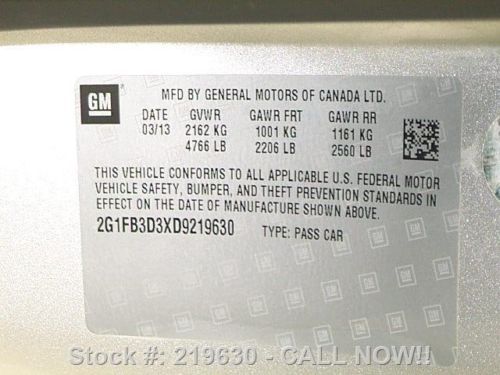 GM
MFD BY GENERAL MOTORS OF CANADA LTD.
DATE GVWR GAWR FRT GAWR RR
03/13 2162 KG 1001 KG 1161 KG
4766 LB 2206 LB 2560 LB
THIS VEHICLE CONFORMS TO ALL APPLICABLE U.S. FEDERAL MOTOR
VEHICLE SAFETY, BUMPER, AND THEFT PREVENTION STANDARDS IN
EFFECT ON THE DATE OF MANUFACTURE SHOWN ABOVE.
2G1FB3D3XD9219630 TYPE: PASS CAR
Stock #: 219630 - CALL NOW!!